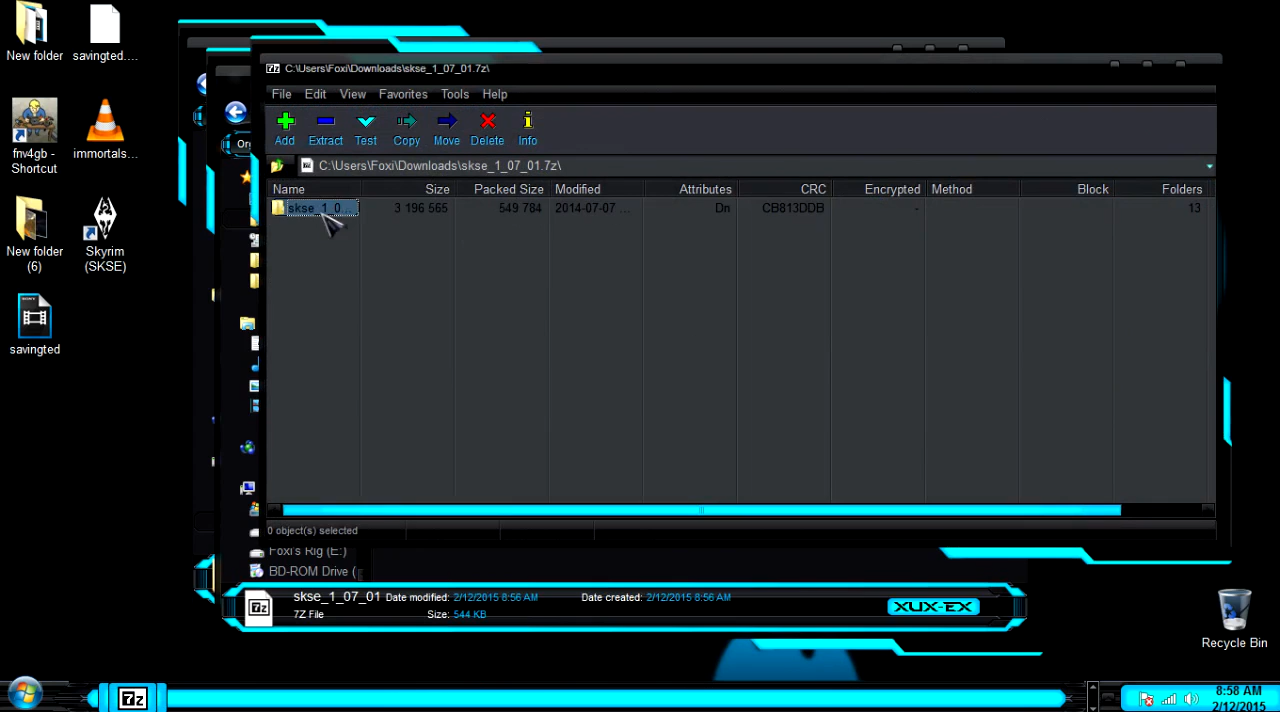 New folder
savingted....
fnv4gb -
Shortcut
immortals...
New folder
(6)
Skyrim
(SKSE)
savingted
C:\Users\Foxi\Downloads\skse_1_07_01.7z\
File Edit View Favorites Tools Help
Add Extract Test Copy Move Delete Info
C:\Users\Foxi\Downloads\skse_1_07_01.7z\
Name Size Packed Size Modified Attributes CRC Encrypted Method Block Folders
skse_1_0... 3 196 565 549 784 2014-07-07 ... Dn CB813DDB - 13
0 object(s) selected
Foxi's Rig (E:)
BD-ROM Drive (
skse_1_07_01 Date modified: 2/12/2015 8:56 AM Date created: 2/12/2015 8:56 AM
7Z File Size: 544 KB
XUX-EX
Recycle Bin
7z
8:58 AM
2/12/2015